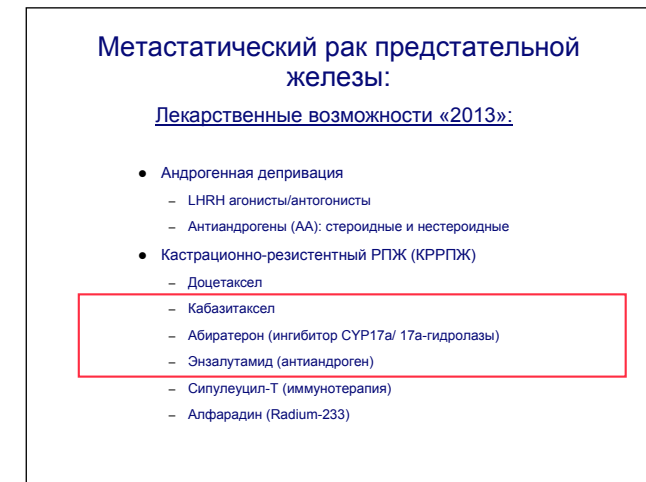 Метастатический рак предстательной
железы:
Лекарственные возможности «2013»:
● Андрогенная депривация
– LHRH агонисты/антогонисты
– Антиандрогены (АА): стероидные и нестероидные
● Кастрационно-резистентный РПЖ (КРРПЖ)
– Доцетаксел
– Кабазитаксел
– Абиратерон (ингибитор CYP17a/ 17a-гидролазы)
– Энзалутамид (антиандроген)
– Сипулеуцил-Т (иммунотерапия)
– Алфарадин (Radium-233)